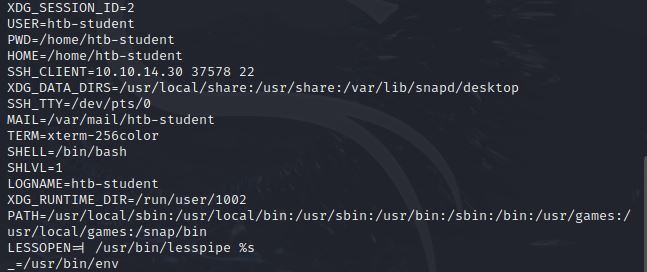 XDG_SESSION_ID=2
USER=htb-student
PWD=/home/htb-student
HOME=/home/htb-student
SSH_CLIENT=10.10.14.30 37578 22
XDG_DATA_DIRS=/usr/local/share:/usr/share:/var/lib/snapd/desktop
SSH_TTY=/dev/pts/0
MAIL=/var/mail/htb-student
TERM=xterm-256color
SHELL=/bin/bash
SHLVL=1
LOGNAME=htb-student
XDG_RUNTIME_DIR=/run/user/1002
PATH=/usr/local/sbin:/usr/local/bin:/usr/sbin:/usr/bin:/sbin:/bin:/usr/games:/
usr/local/games:/snap/bin
LESSOPEN=| /usr/bin/lesspipe %s
_=/usr/bin/env